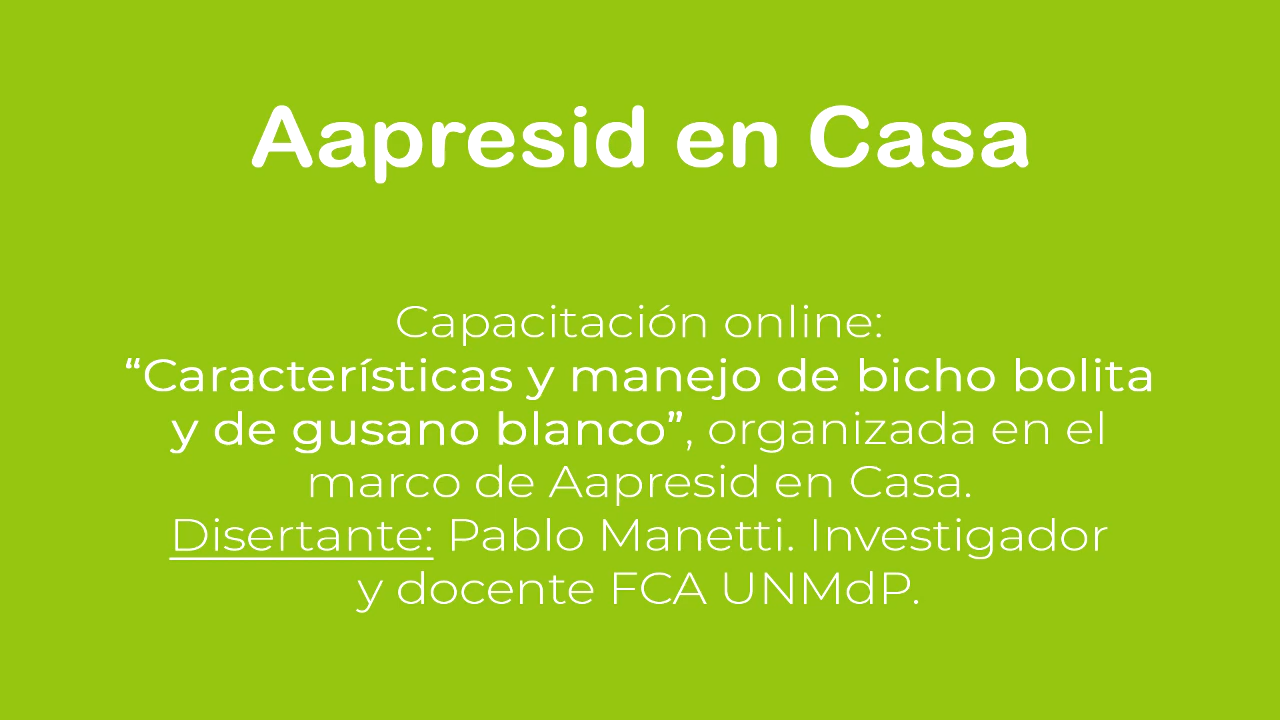 Aapresid en Casa
Capacitación online:
“Características y manejo de bicho bolita
y de gusano blanco”, organizada en el
marco de Aapresid en Casa.
Disertante: Pablo Manetti. Investigador
y docente FCA UNMdP.